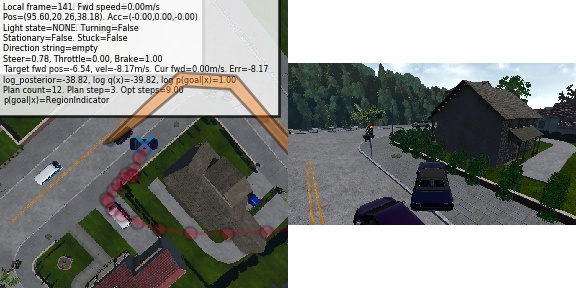 Local frame=141. Fwd speed=0.00m/s
Pos=(95.60,20.26,38.18). Acc=(-0.00,0.00,-0.00)
Light state=NONE. Turning=False
Stationary=False. Stuck=False
Direction string=empty
Steer=0.78, Throttle=0.00, Brake=1.00
Target fwd pos=-6.54, vel=-8.17m/s. Cur fwd=0.00m/s. Err=-8.17
log_posterior=-38.82, log q(x)=-39.82, log p(goal|x)=1.00
Plan count=12. Plan step=3. Opt steps=9.00
p(goal|x)=RegionIndicator